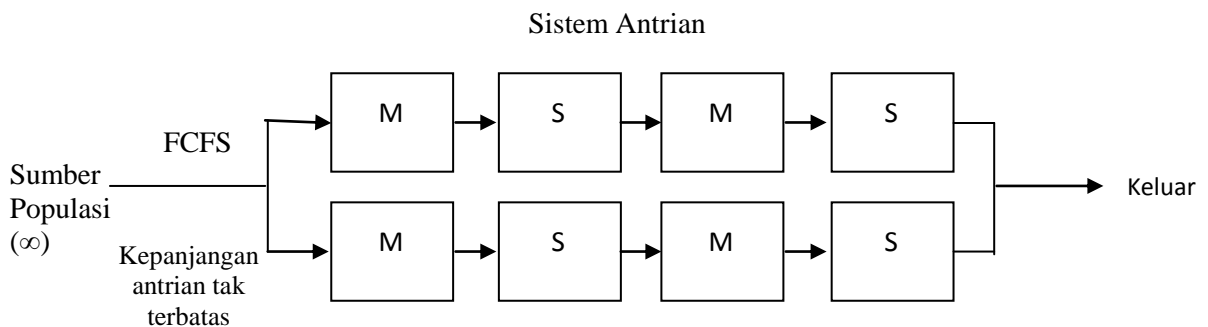 Sistem Antrian
M
S
M
S
FCFS
Sumber
Populasi
(∞)
Keluar
M
S
M
S
Kepanjangan
antrian tak
terbatas